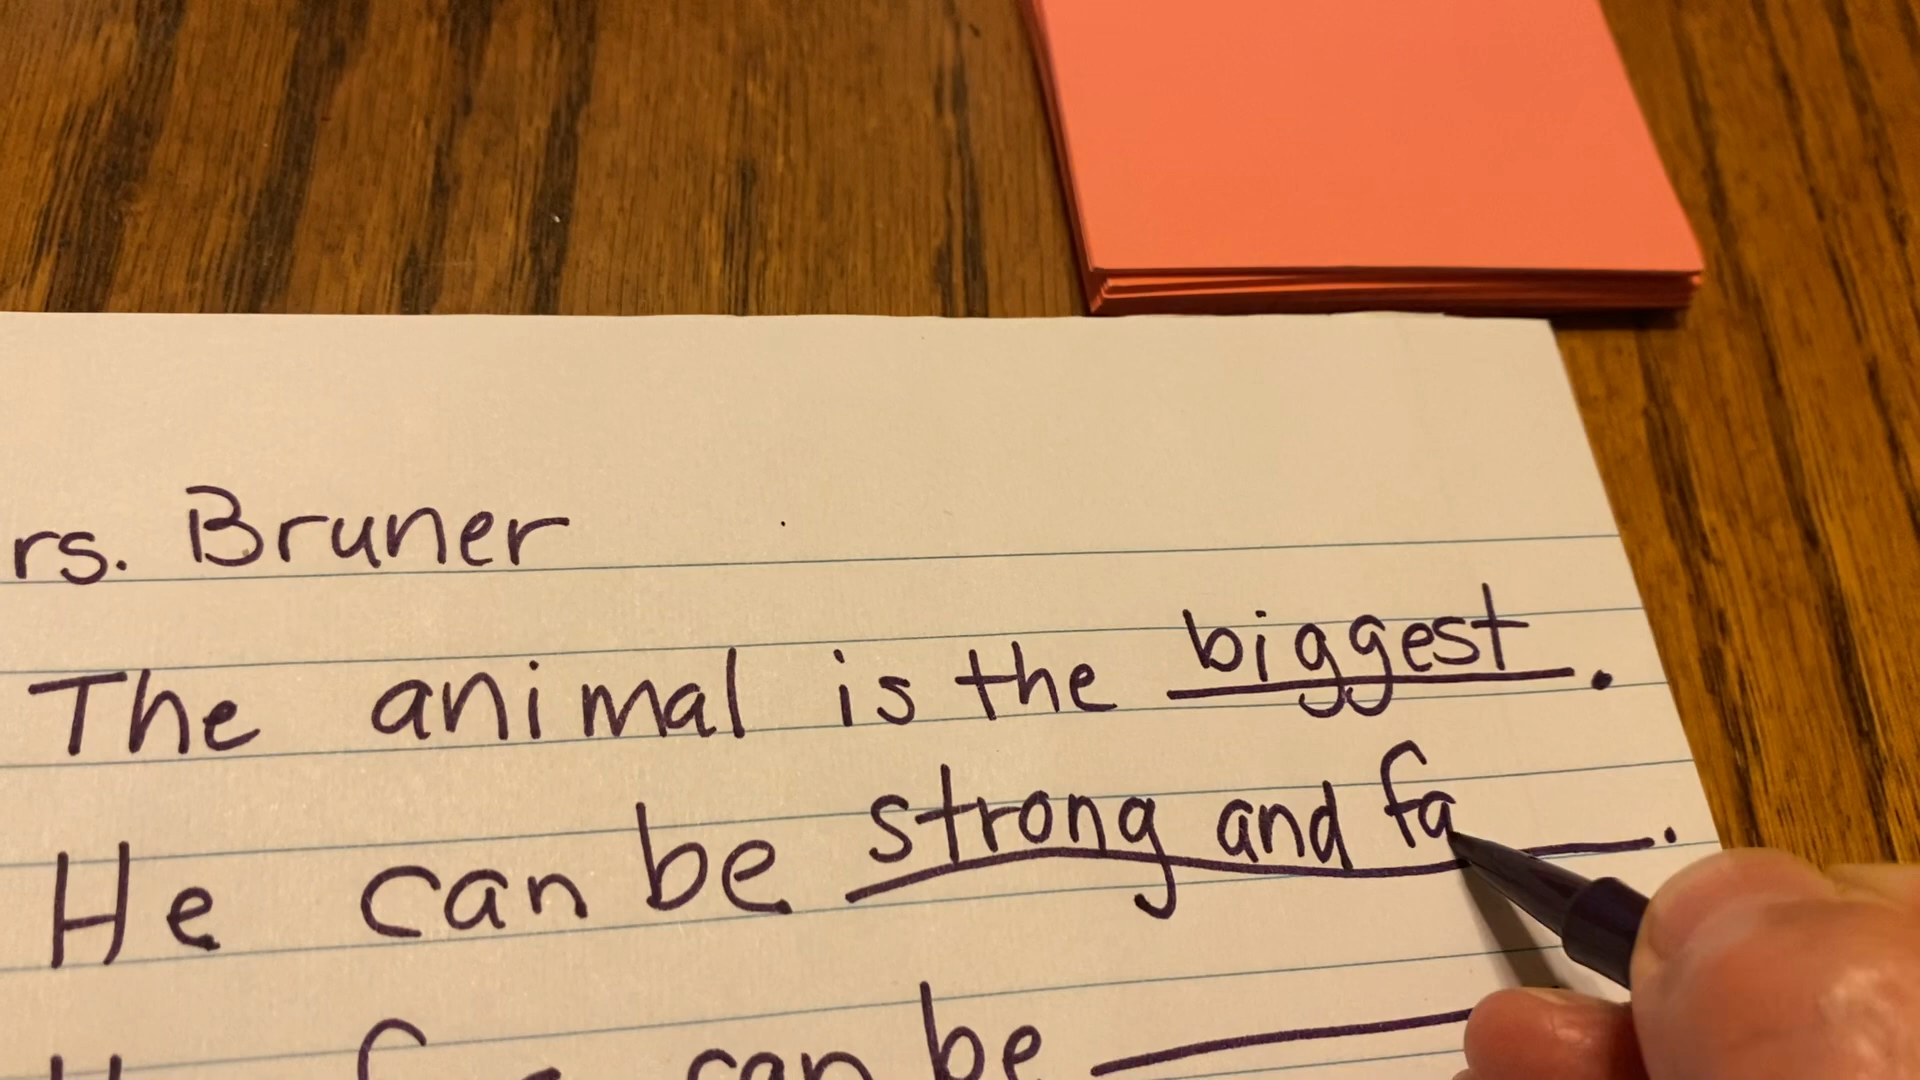 rs. Bruner
The animal is the biggest.
He can be strong and fa.
can be